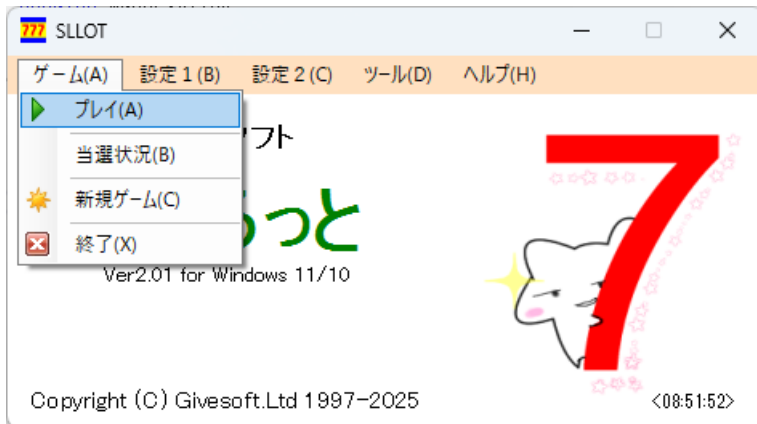 777 SLLOT
ゲーム(A) 設定1(B) 設定2(C) ツール(D) ヘルプ(H)
プレイ(A)
当選状況(B)
新規ゲーム(C)
終了(X)
フト
っと
Ver2.01 for Windows 11/10
7
Copyright (C) Givesoft.Ltd 1997-2025
<08:51:52>